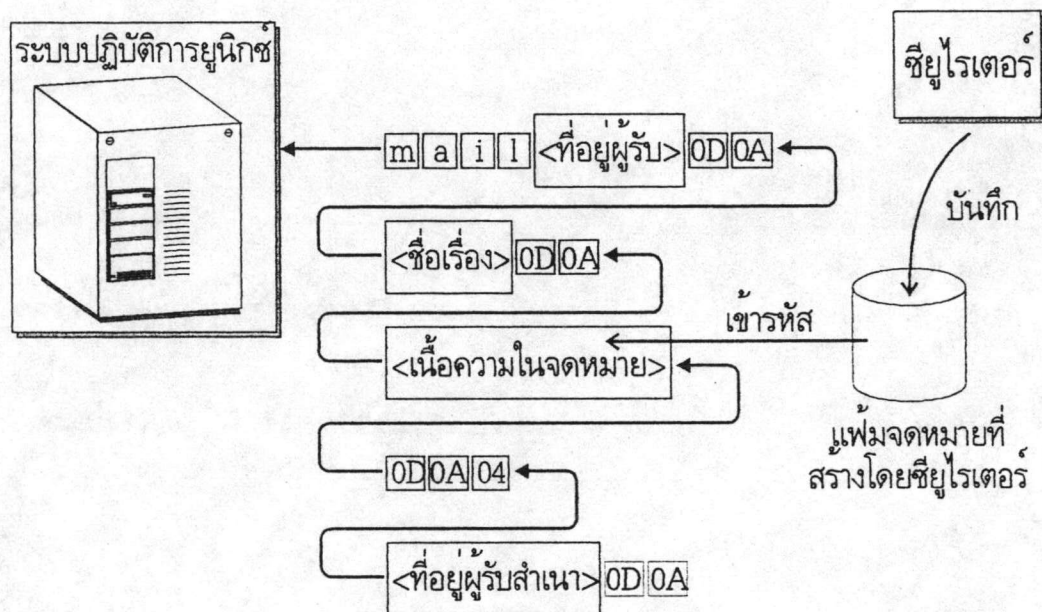 ระบบปฏิบัติการยูนิกซ์
ซียูไรเตอร์
mail <ที่อยู่ผู้รับ> 0D 0A
บันทึก
<ชื่อเรื่อง> 0D 0A
เข้ารหัส
<เนื้อความในจดหมาย>
แฟ้มจดหมายที่
สร้างโดยซียูไรเตอร์
0D 0A 04
<ที่อยู่ผู้รับสำเนา> 0D 0A